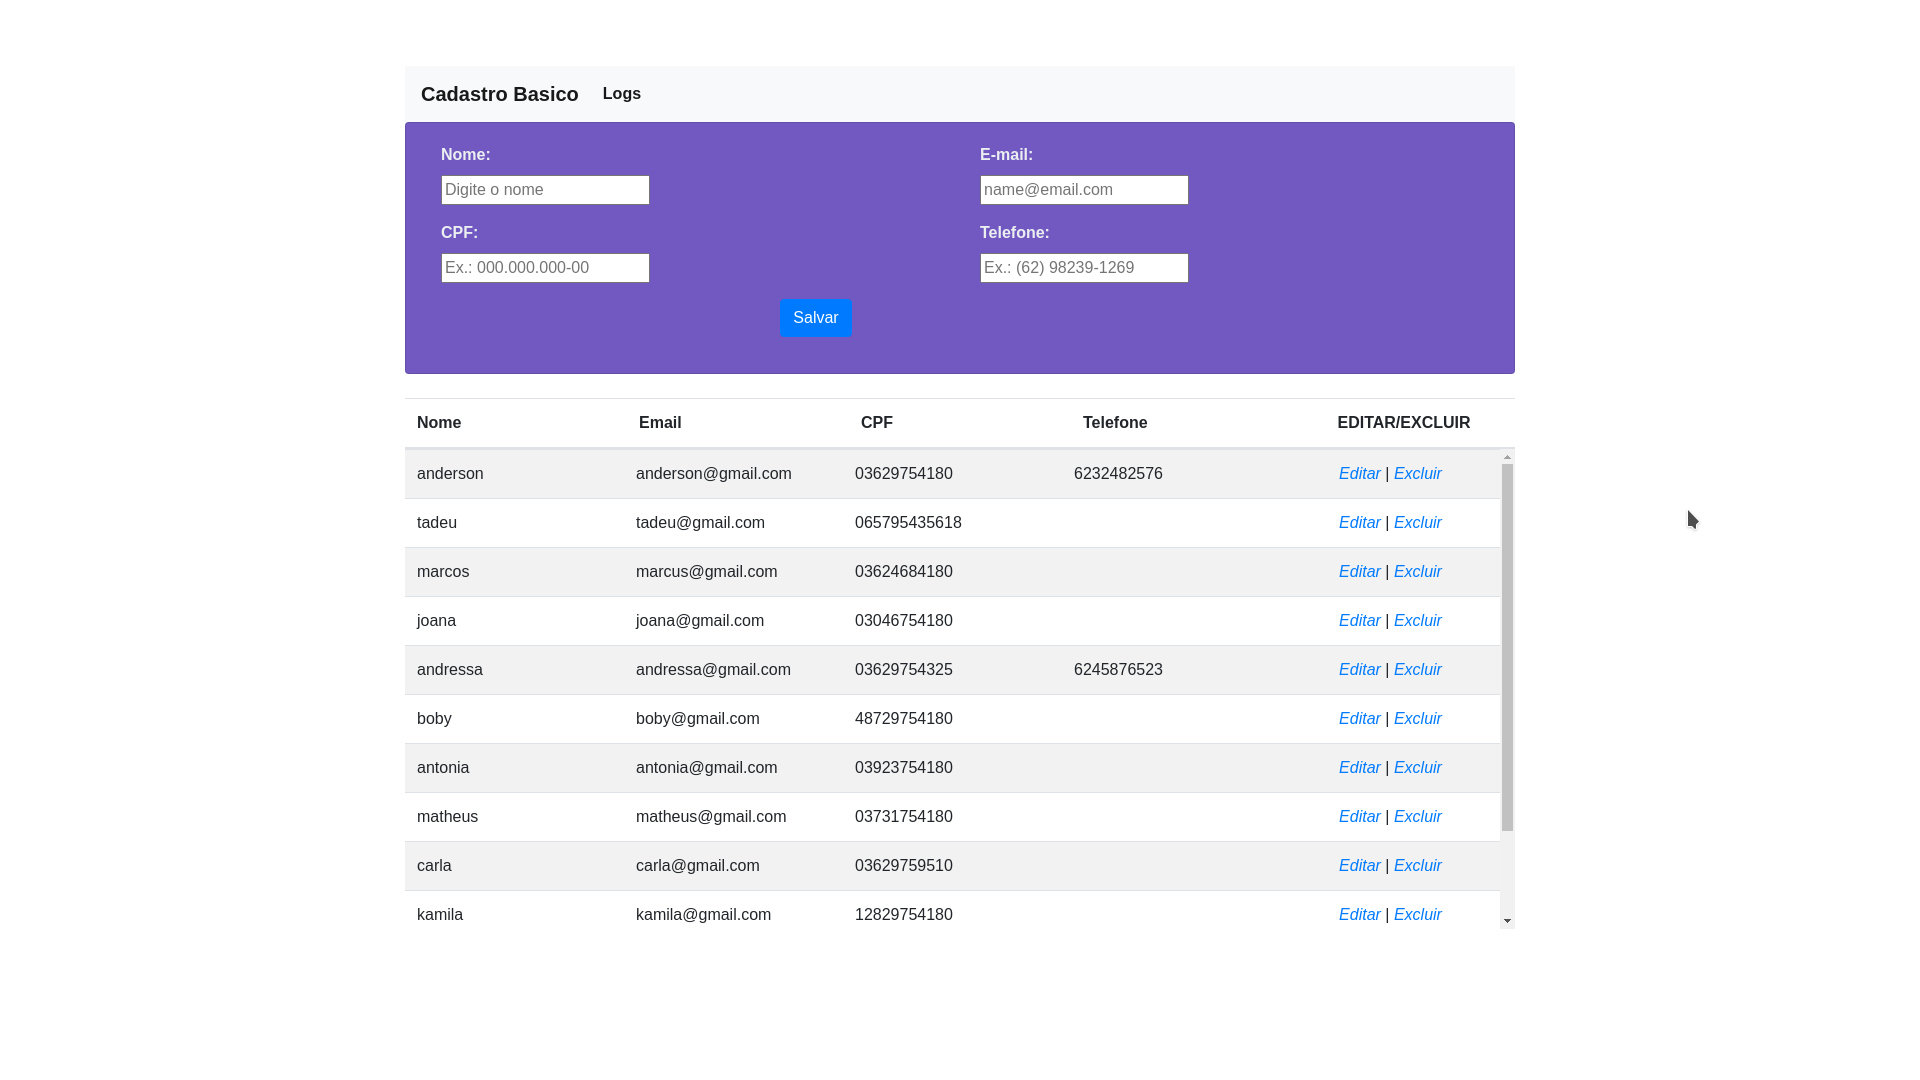 Cadastro Basico Logs
Nome: E-mail:
Digite o nome name@email.com
CPF: Telefone:
Ex.: 000.000.000-00 Ex.: (62) 98239-1269
Salvar
Nome Email CPF Telefone EDITAR/EXCLUIR
anderson anderson@gmail.com 03629754180 6232482576 Editar | Excluir
tadeu tadeu@gmail.com 065795435618 Editar | Excluir
marcos marcus@gmail.com 03624684180 Editar | Excluir
joana joana@gmail.com 03046754180 Editar | Excluir
andressa andressa@gmail.com 03629754325 6245876523 Editar | Excluir
boby boby@gmail.com 48729754180 Editar | Excluir
antonia antonia@gmail.com 03923754180 Editar | Excluir
matheus matheus@gmail.com 03731754180 Editar | Excluir
carla carla@gmail.com 03629759510 Editar | Excluir
kamila kamila@gmail.com 12829754180 Editar | Excluir